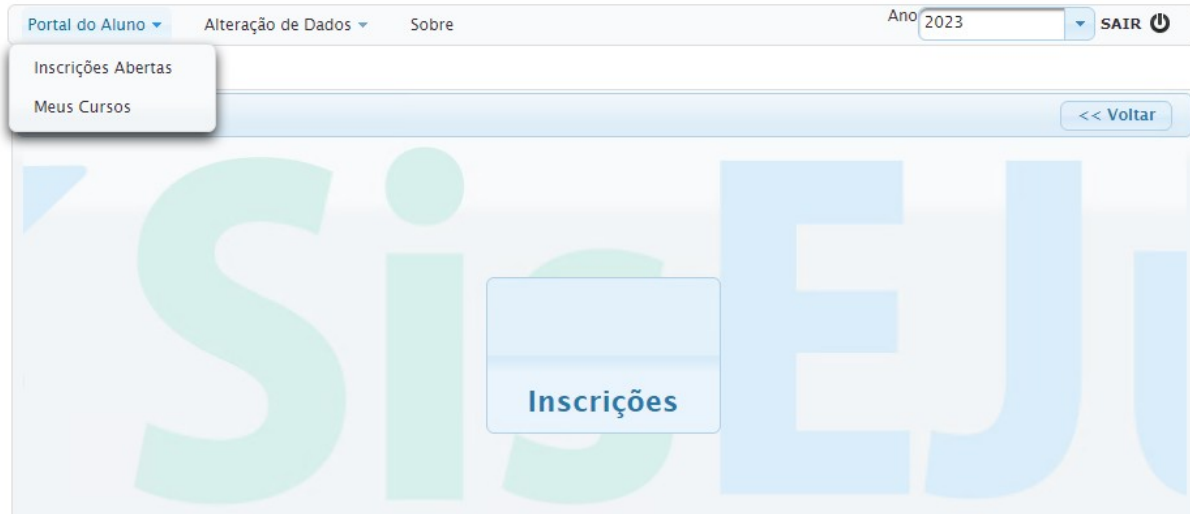 Portal do Aluno Alteração de Dados Sobre Ano 2023 SAIR
Inscrições Abertas
Meus Cursos
<< Voltar
SisEJu
Inscrições